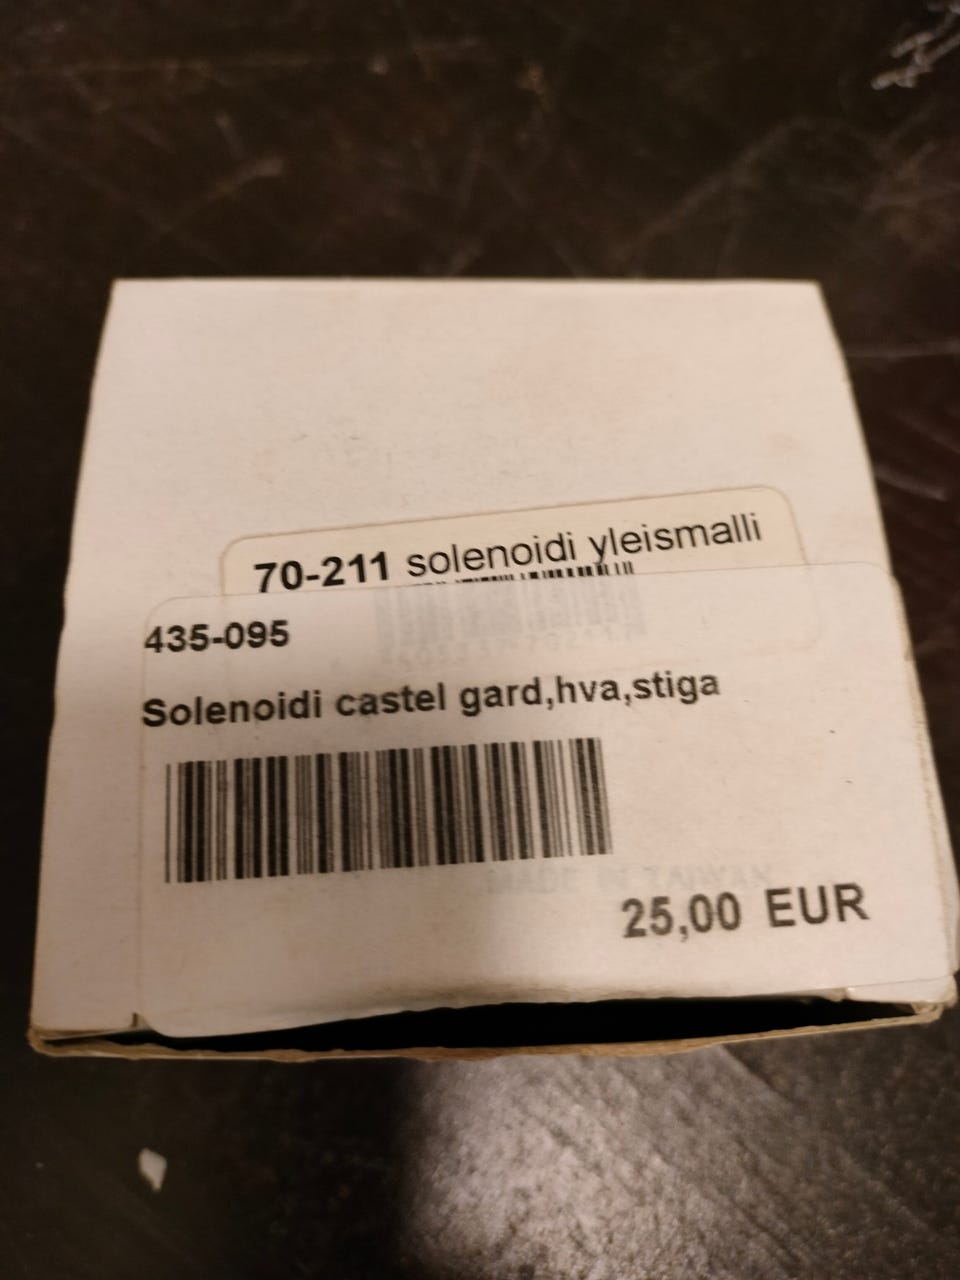 70-211 solenoidi yleismalli
435-095
Solenoidi castel gard,hva,stiga
MADE IN TAIWAN
25,00 EUR